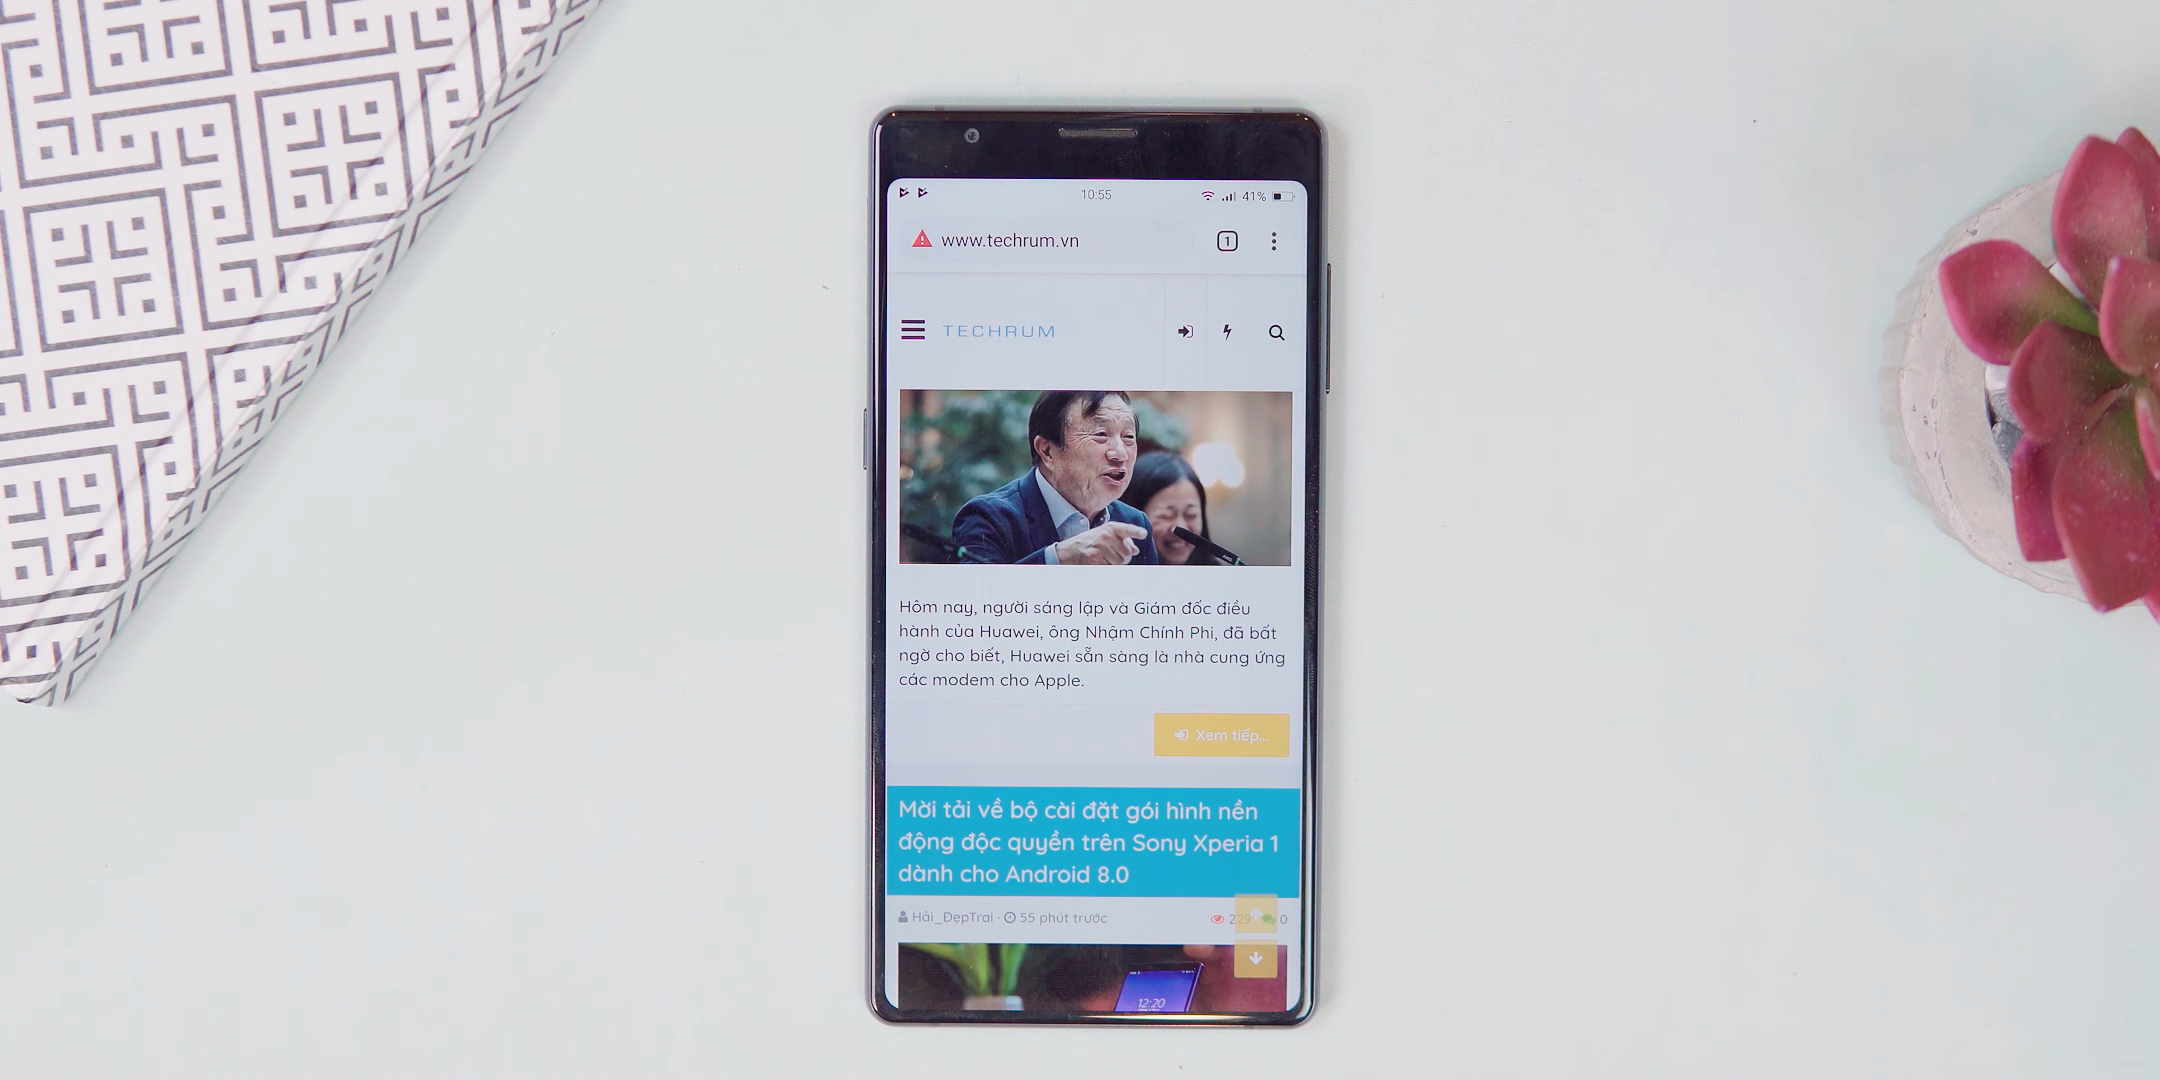 10:55
41%
www.techrum.vn
1
TECHRUM
Hôm nay, người sáng lập và Giám đốc điều
hành của Huawei, ông Nhậm Chính Phi, đã bất
ngờ cho biết, Huawei sẵn sàng là nhà cung ứng
các modem cho Apple.
Xem tiếp...
Mời tải về bộ cài đặt gói hình nền
động độc quyền trên Sony Xperia 1
dành cho Android 8.0
Hải_ĐẹpTrai · 55 phút trước
229 0
12:20